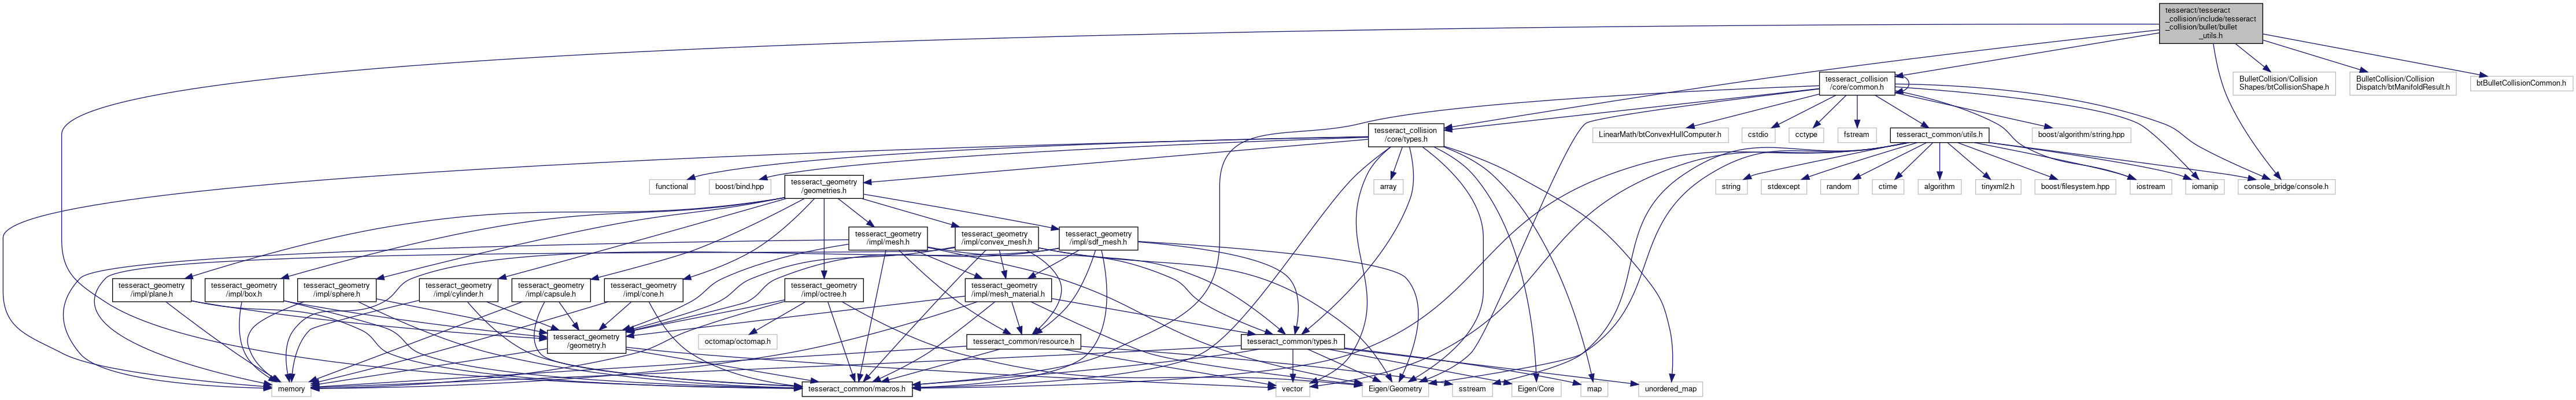 tesseract/tesseract
_collision/include/tesseract
_collision/bullet/bullet
_utils.h
tesseract_collision
/core/common.h
BulletCollision/Collision
Shapes/btCollisionShape.h
BulletCollision/Collision
Dispatch/btManifoldResult.h
btBulletCollisionCommon.h
tesseract_collision
/core/types.h
LinearMath/btConvexHullComputer.h
cstdio
cctype
fstream
tesseract_common/utils.h
boost/algorithm/string.hpp
functional
boost/bind.hpp
tesseract_geometry
/geometries.h
array
string
stdexcept
random
ctime
algorithm
tinyxml2.h
boost/filesystem.hpp
iostream
iomanip
console_bridge/console.h
tesseract_geometry
/impl/mesh.h
tesseract_geometry
/impl/convex_mesh.h
tesseract_geometry
/impl/sdf_mesh.h
tesseract_geometry
/impl/plane.h
tesseract_geometry
/impl/box.h
tesseract_geometry
/impl/sphere.h
tesseract_geometry
/impl/cylinder.h
tesseract_geometry
/impl/capsule.h
tesseract_geometry
/impl/cone.h
tesseract_geometry
/impl/octree.h
tesseract_geometry
/impl/mesh_material.h
tesseract_geometry
/geometry.h
octomap/octomap.h
tesseract_common/resource.h
tesseract_common/types.h
memory
tesseract_common/macros.h
vector
Eigen/Geometry
sstream
Eigen/Core
map
unordered_map